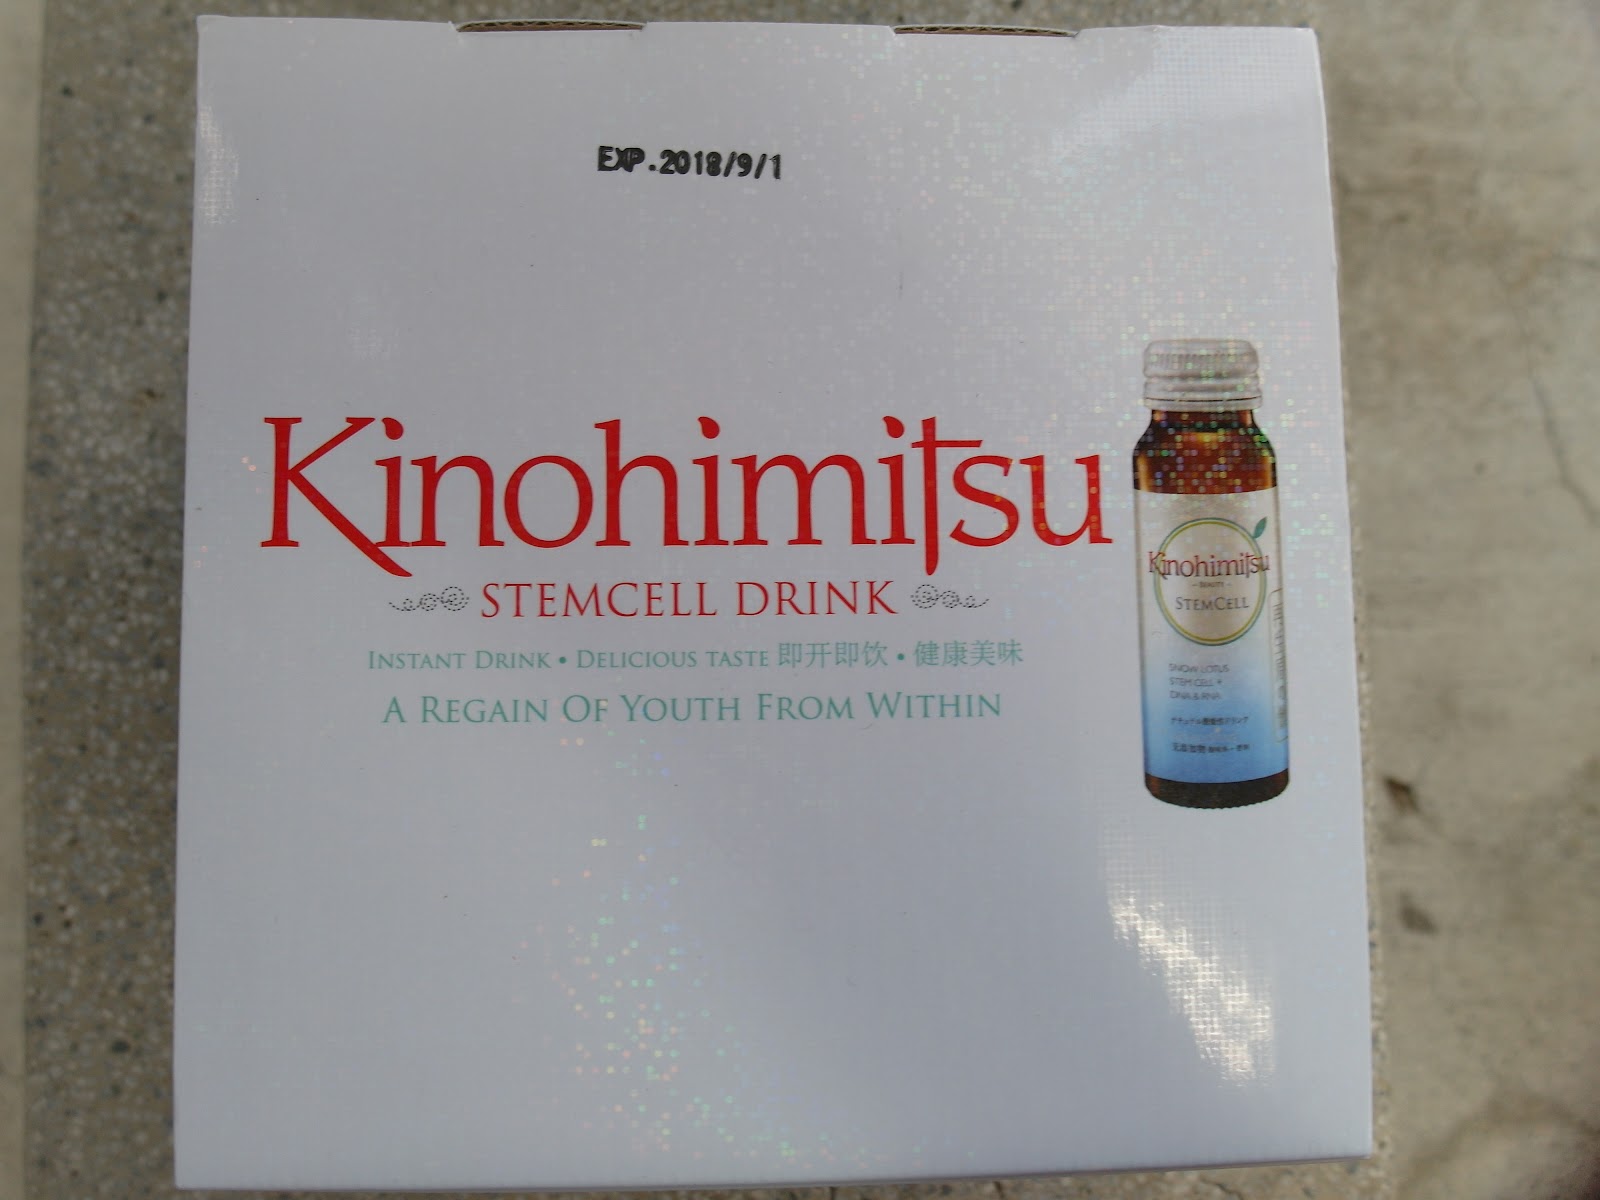 EXP.2018/9/1
Kinohimitsu
STEMCELL DRINK
INSTANT DRINK • DELICIOUS TASTE 即开即饮 • 健康美味
A REGAIN OF YOUTH FROM WITHIN
Kinohimitsu
BEAUTY
STEMCELL
SNOW LOTUS
STEM CELL +
DNA & RNA